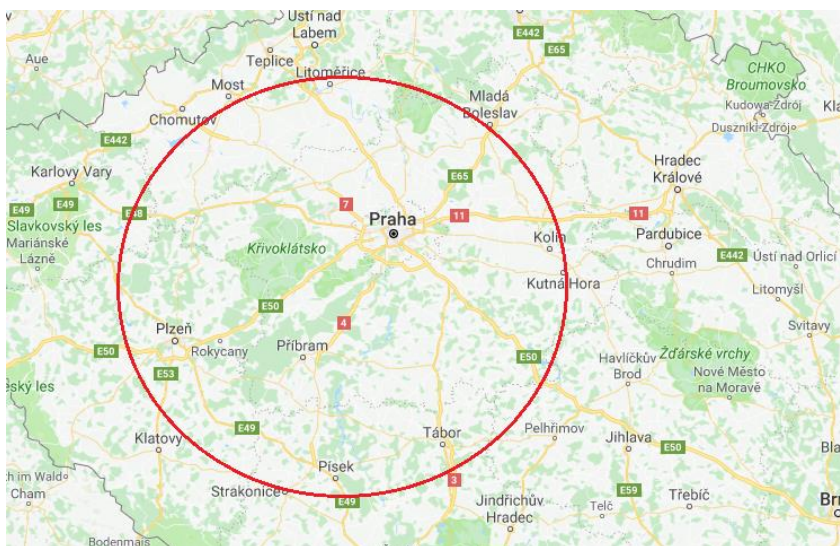 Ústí nad
Labem
E442
E65
Aue
Teplice
CHKO
Broumovsko
Most
Litoměřice
Mladá
Boleslav
Kudowa-Zdrój
Chomutov
Duszniki-Zdrój
E442
Karlovy Vary
E65
Hradec
Králové
E49
E49
E48
7
11
11
Praha
Slavkovský les
Mariánské
Lázně
Křivoklátsko
Kolín
Pardubice
E442
Ústí nad Orlicí
Chrudim
Kutná Hora
Litomyšl
E50
4
Plzeň
Rokycany
Příbram
Svitavy
E50
E50
Žďárské vrchy
Havlíčkův
Brod
Nové Město
na Moravě
E53
E49
Klatovy
Tábor
Pelhřimov
Jihlava
E50
Písek
3
Strakonice
E49
E59
Třebíč
Cham
Jindřichův
Hradec
Telč
Bodenmais